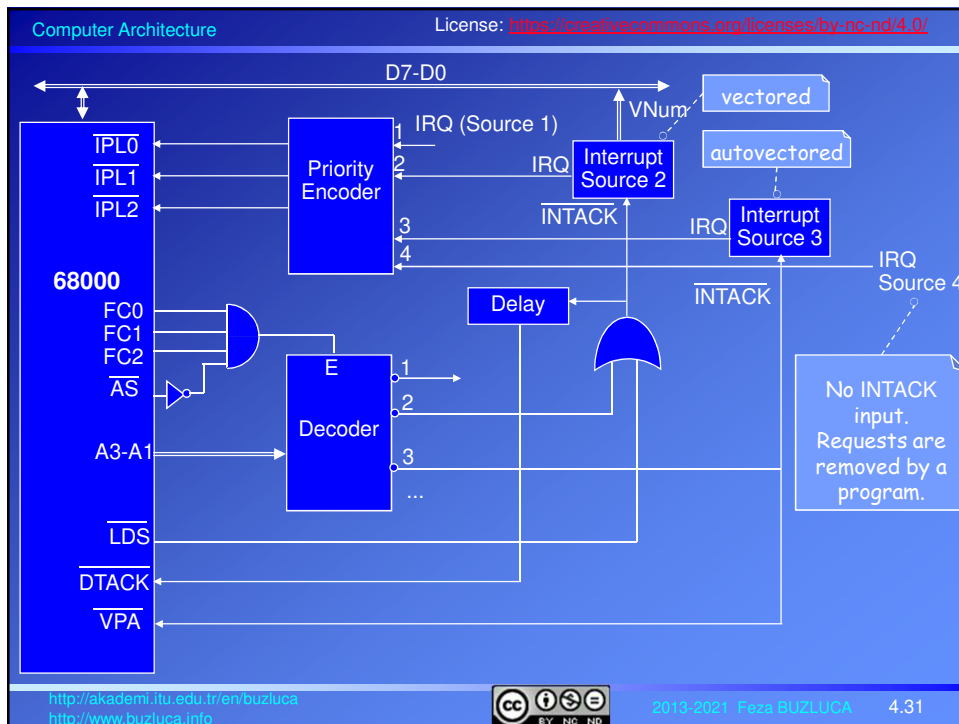 Computer Architecture
License: https://creativecommons.org/licenses/by-nc-nd/4.0/
D7-D0
VNum
vectored
autovectored
IPL0
IPL1
IPL2
Priority
Encoder
1
IRQ (Source 1)
2
IRQ
Interrupt
Source 2
INTACK
3
IRQ
Interrupt
Source 3
4
IRQ
Source 4
INTACK
68000
FC0
FC1
FC2
AS
Delay
E
1
2
Decoder
3
...
A3-A1
No INTACK
input.
Requests are
removed by a
program.
LDS
DTACK
VPA
http://akademi.itu.edu.tr/en/buzluca
http://www.buzluca.info
cc
BY NC ND
2013-2021 Feza BUZLUCA
4.31